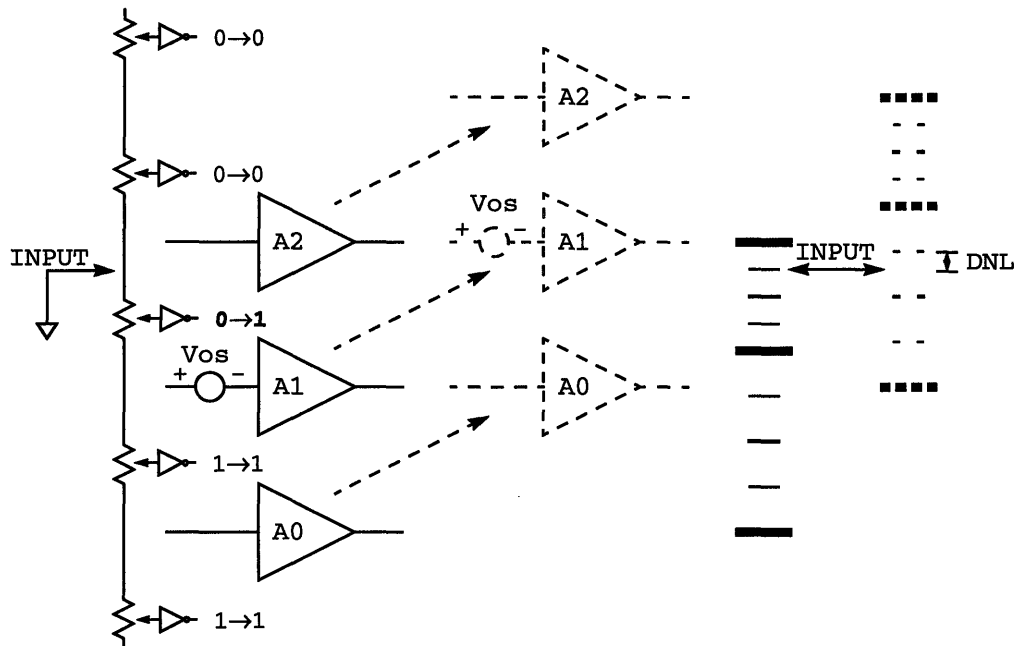 0→0
0→0
A2
INPUT
0→1
Vos
+ −
A1
1→1
A0
1→1
A2
Vos
+ −
A1
A0
INPUT
DNL